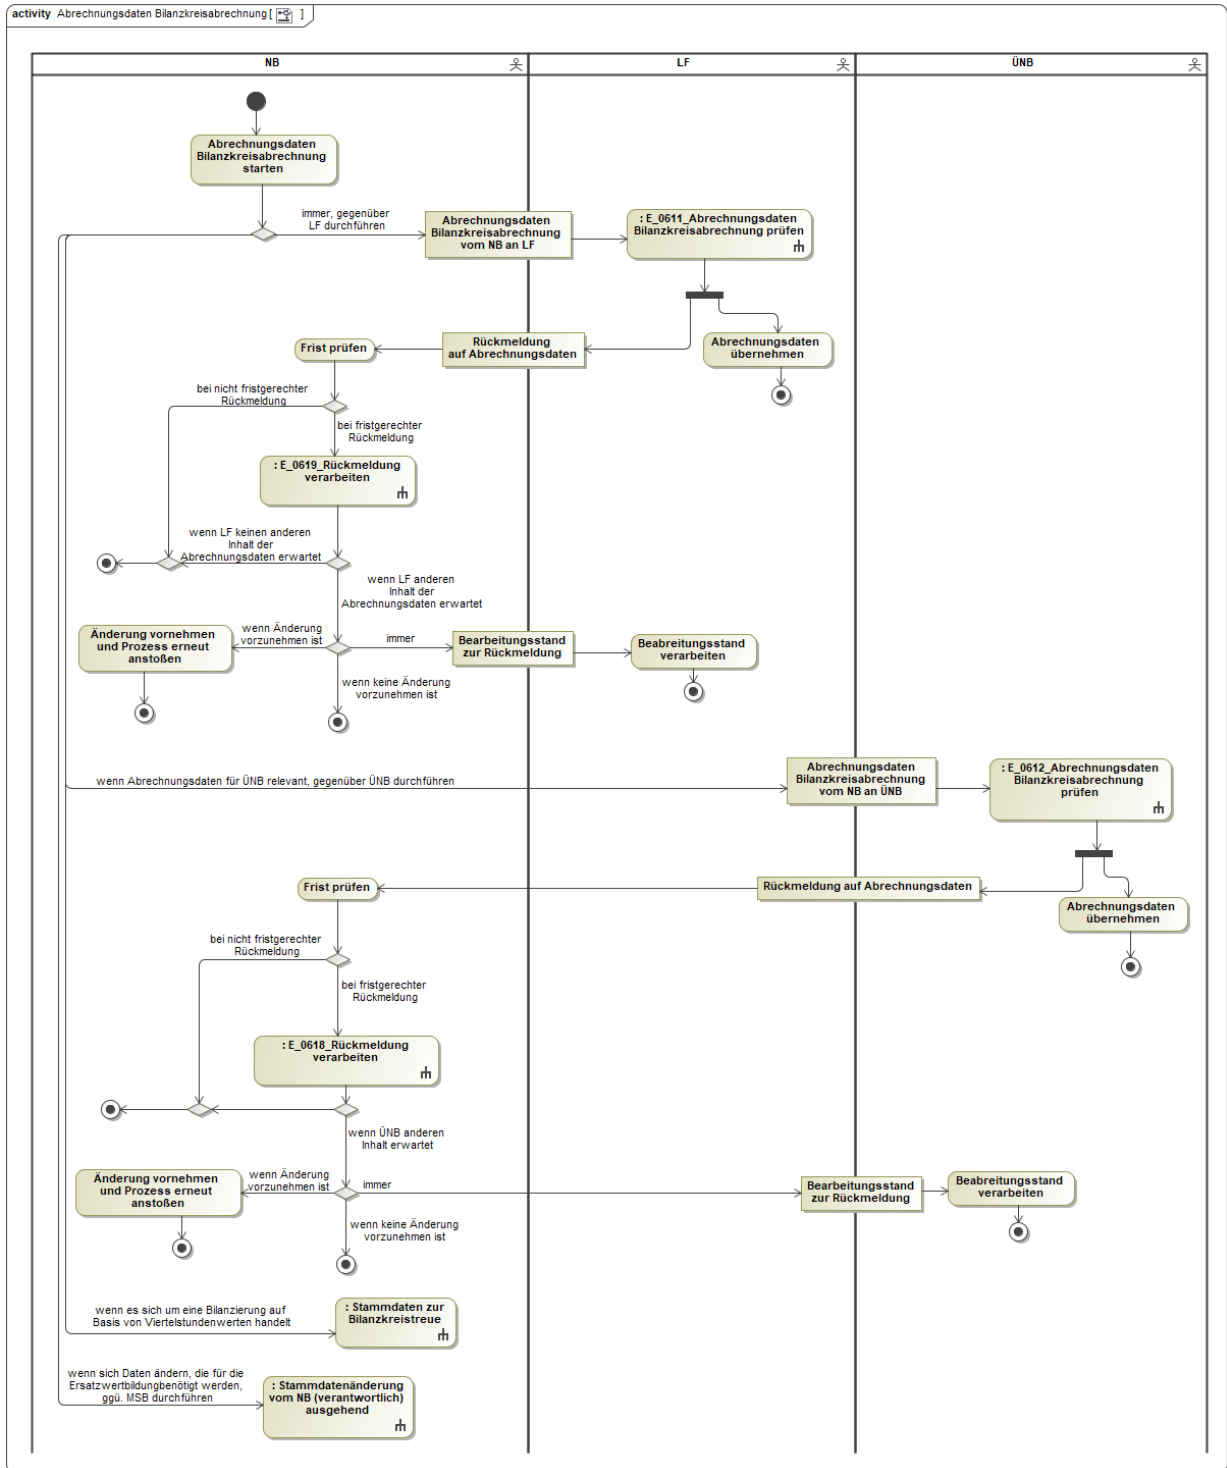 activity Abrechnungsdaten Bilanzkreisabrechnung [ ]
NB
LF
ÜNB
Abrechnungsdaten
Bilanzkreisabrechnung
starten
immer, gegenüber
LF durchführen
Abrechnungsdaten
Bilanzkreisabrechnung
vom NB an LF
: E_0611_Abrechnungsdaten
Bilanzkreisabrechnung prüfen
Frist prüfen
Rückmeldung
auf Abrechnungsdaten
Abrechnungsdaten
übernehmen
bei nicht fristgerechter
Rückmeldung
bei fristgerechter
Rückmeldung
: E_0619_Rückmeldung
verarbeiten
wenn LF keinen anderen
Inhalt der
Abrechnungsdaten erwartet
wenn LF anderen
Inhalt der
Abrechnungsdaten erwartet
Änderung vornehmen
und Prozess erneut
anstoßen
wenn Änderung
vorzunehmen ist
immer
Bearbeitungsstand
zur Rückmeldung
Beabreitungsstand
verarbeiten
wenn keine Änderung
vorzunehmen ist
wenn Abrechnungsdaten für ÜNB relevant, gegenüber ÜNB durchführen
Abrechnungsdaten
Bilanzkreisabrechnung
vom NB an ÜNB
: E_0612_Abrechnungsdaten
Bilanzkreisabrechnung
prüfen
Frist prüfen
Rückmeldung auf Abrechnungsdaten
Abrechnungsdaten
übernehmen
bei nicht fristgerechter
Rückmeldung
bei fristgerechter
Rückmeldung
: E_0618_Rückmeldung
verarbeiten
wenn ÜNB anderen
Inhalt erwartet
Änderung vornehmen
und Prozess erneut
anstoßen
wenn Änderung
vorzunehmen ist
immer
Bearbeitungsstand
zur Rückmeldung
Beabreitungsstand
verarbeiten
wenn keine Änderung
vorzunehmen ist
wenn es sich um eine Bilanzierung auf
Basis von Viertelstundenwerten handelt
: Stammdaten zur
Bilanzkreistreue
wenn sich Daten ändern, die für die
Ersatzwertbildungbenötigt werden,
ggü. MSB durchführen
: Stammdatenänderung
vom NB (verantwortlich)
ausgehend